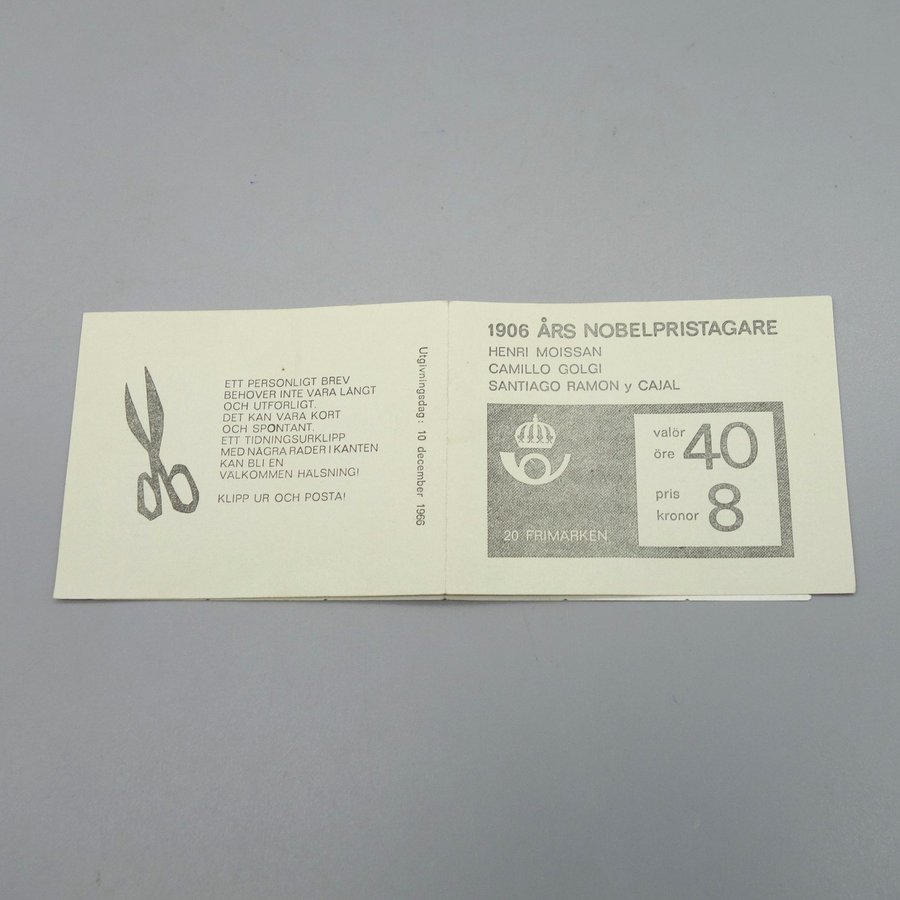 ETT PERSONLIGT BREV
BEHÖVER INTE VARA LÅNGT
OCH UTFÖRLIGT.
DET KAN VARA KORT
OCH SPONTANT.
ETT TIDNINGSURKLIPP
MED NÅGRA RADER I KANTEN
KAN BLI EN
VÄLKOMMEN HÄLSNING!
KLIPP UR OCH POSTA!
Utgivningsdag: 10 december 1966
1906 ÅRS NOBELPRISTAGARE
HENRI MOISSAN
CAMILLO GOLGI
SANTIAGO RAMON y CAJAL
valör
öre 40
pris
kronor 8
20 FRIMÄRKEN